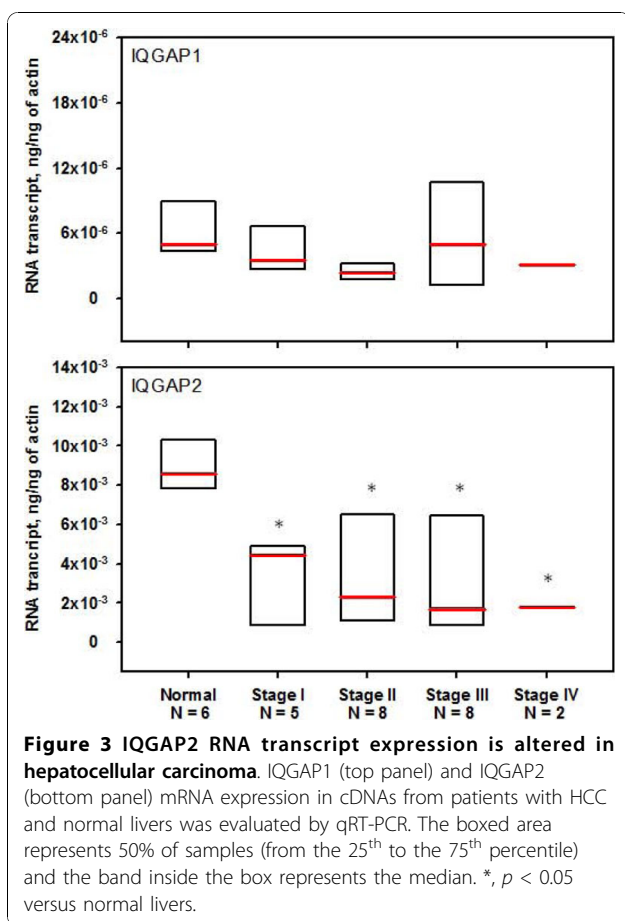 24x10-6
IQGAP1
18x10-6
12x10-6
6x10-6
0
RNA transcript, ng/ng of actin
14x10-3
IQGAP2
12x10-3
10x10-3
8x10-3
6x10-3
4x10-3
2x10-3
0
RNA trancript, ng/ng of actin
* * * *
Normal Stage I Stage II Stage III Stage IV
N = 6 N = 5 N = 8 N = 8 N = 2
Figure 3 IQGAP2 RNA transcript expression is altered in
hepatocellular carcinoma. IQGAP1 (top panel) and IQGAP2
(bottom panel) mRNA expression in cDNAs from patients with HCC
and normal livers was evaluated by qRT-PCR. The boxed area
represents 50% of samples (from the 25th to the 75th percentile)
and the band inside the box represents the median. *, p < 0.05
versus normal livers.